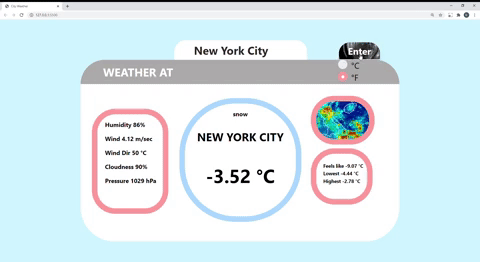 City Weather
127.0.0.1:5500
New York City
Enter
°C
°F
WEATHER AT
Humidity 86%
Wind 4.12 m/sec
Wind Dir 50 °C
Cloudness 90%
Pressure 1029 hPa
snow
NEW YORK CITY
-3.52 °C
Feels like -9.07 °C
Lowest -4.44 °C
Highest -2.78 °C